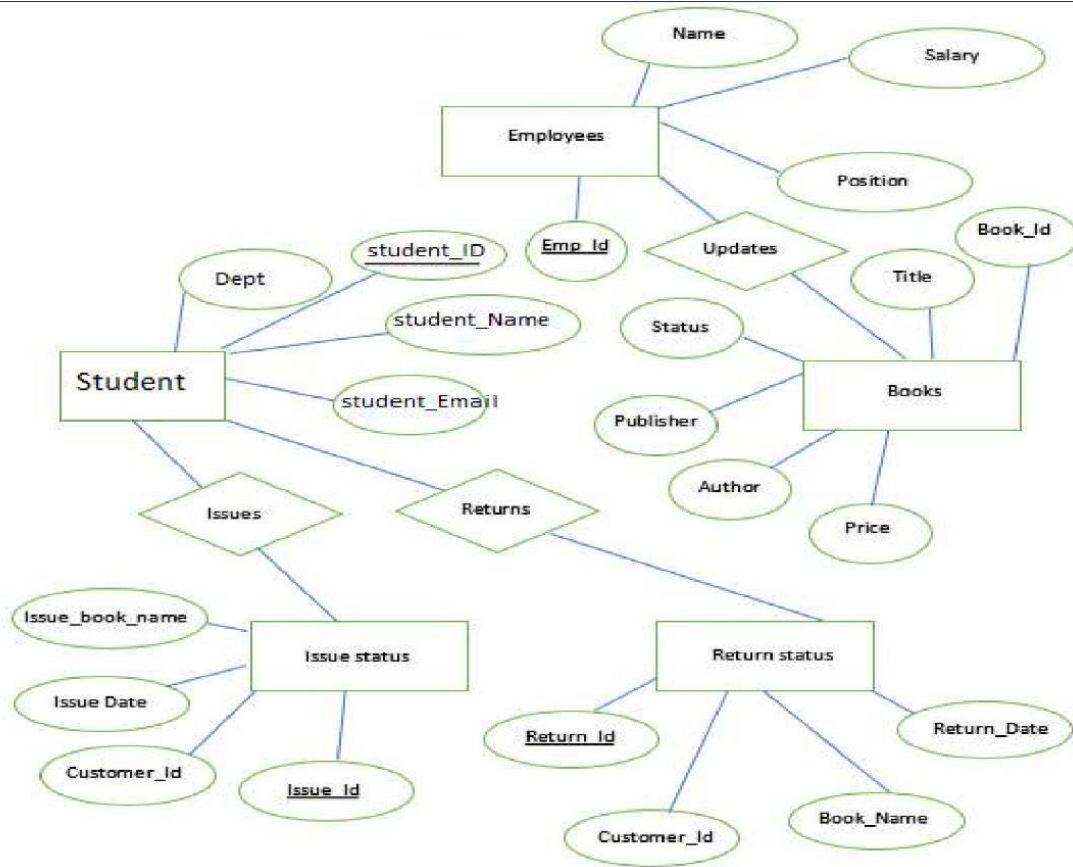 Name
Salary
Employees
Position
Emp_Id
Updates
Book_Id
Title
student_ID
Dept
student_Name
Status
Student
student_Email
Books
Publisher
Author
Price
Issues
Returns
Issue_book_name
Issue status
Issue Date
Customer_Id
Issue_Id
Return status
Return_Id
Return_Date
Customer_Id
Book_Name